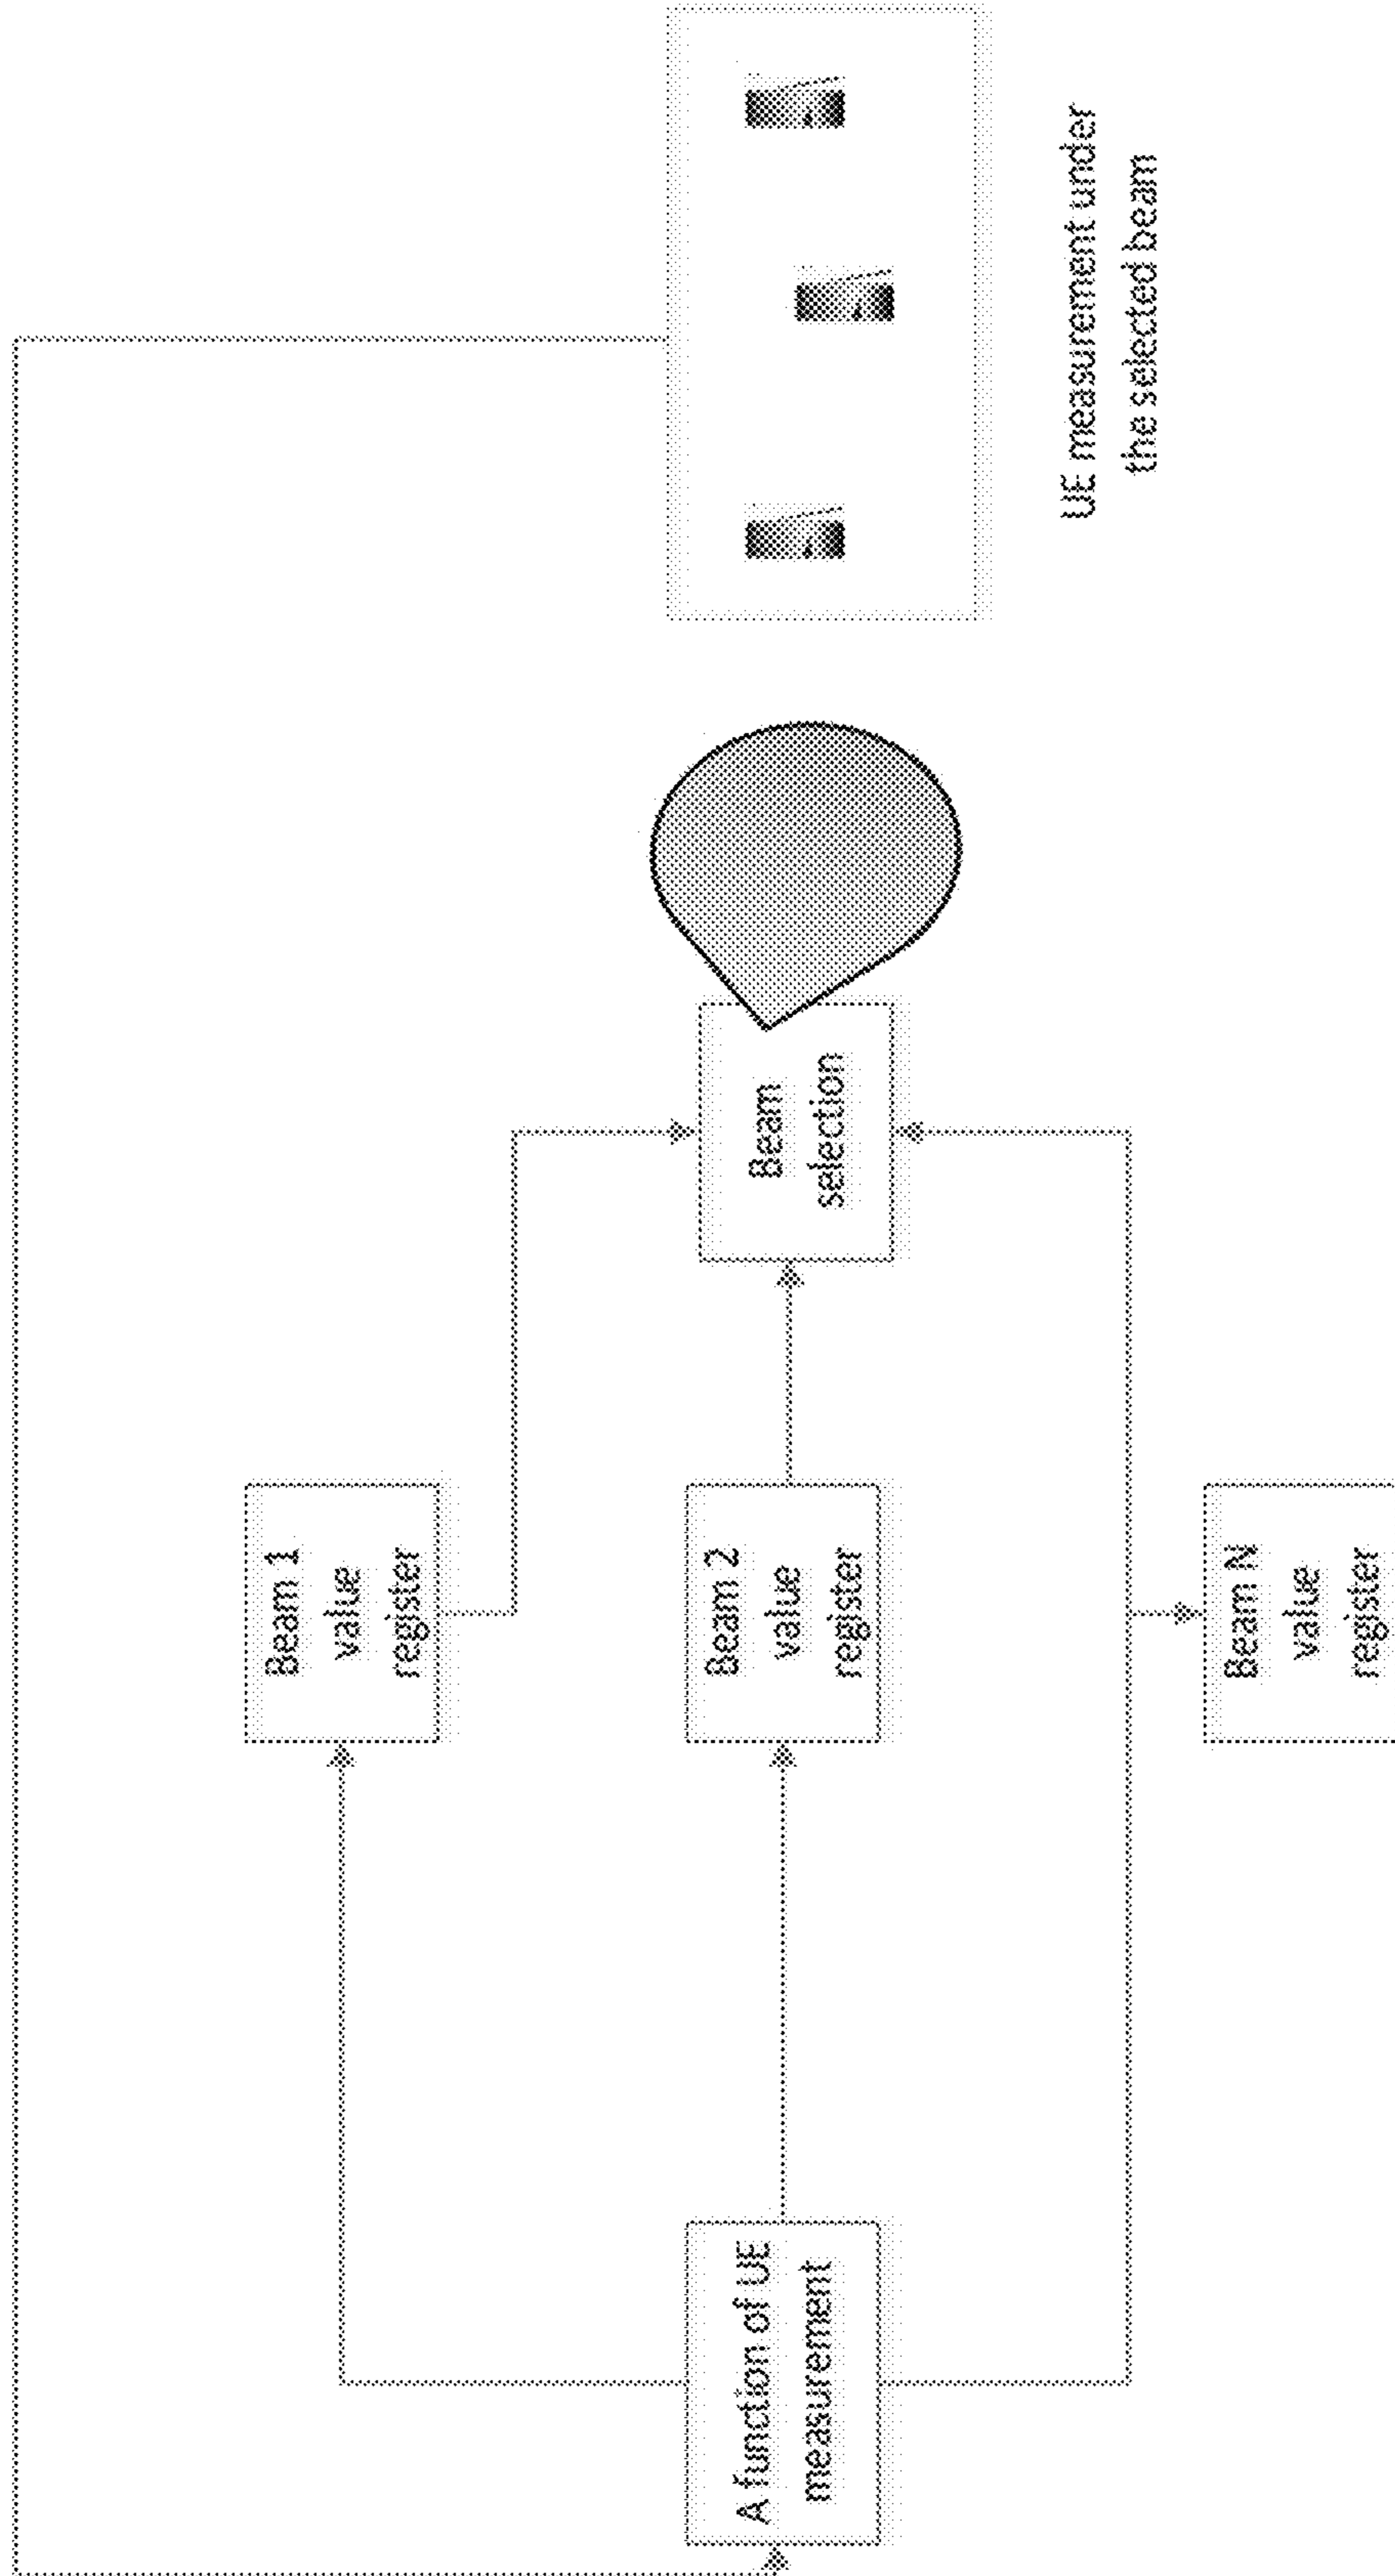 A function of UE
measurement
Beam 1
value
register
Beam 2
value
register
Beam N
value
register
Beam
selection
UE measurement under
the selected beam